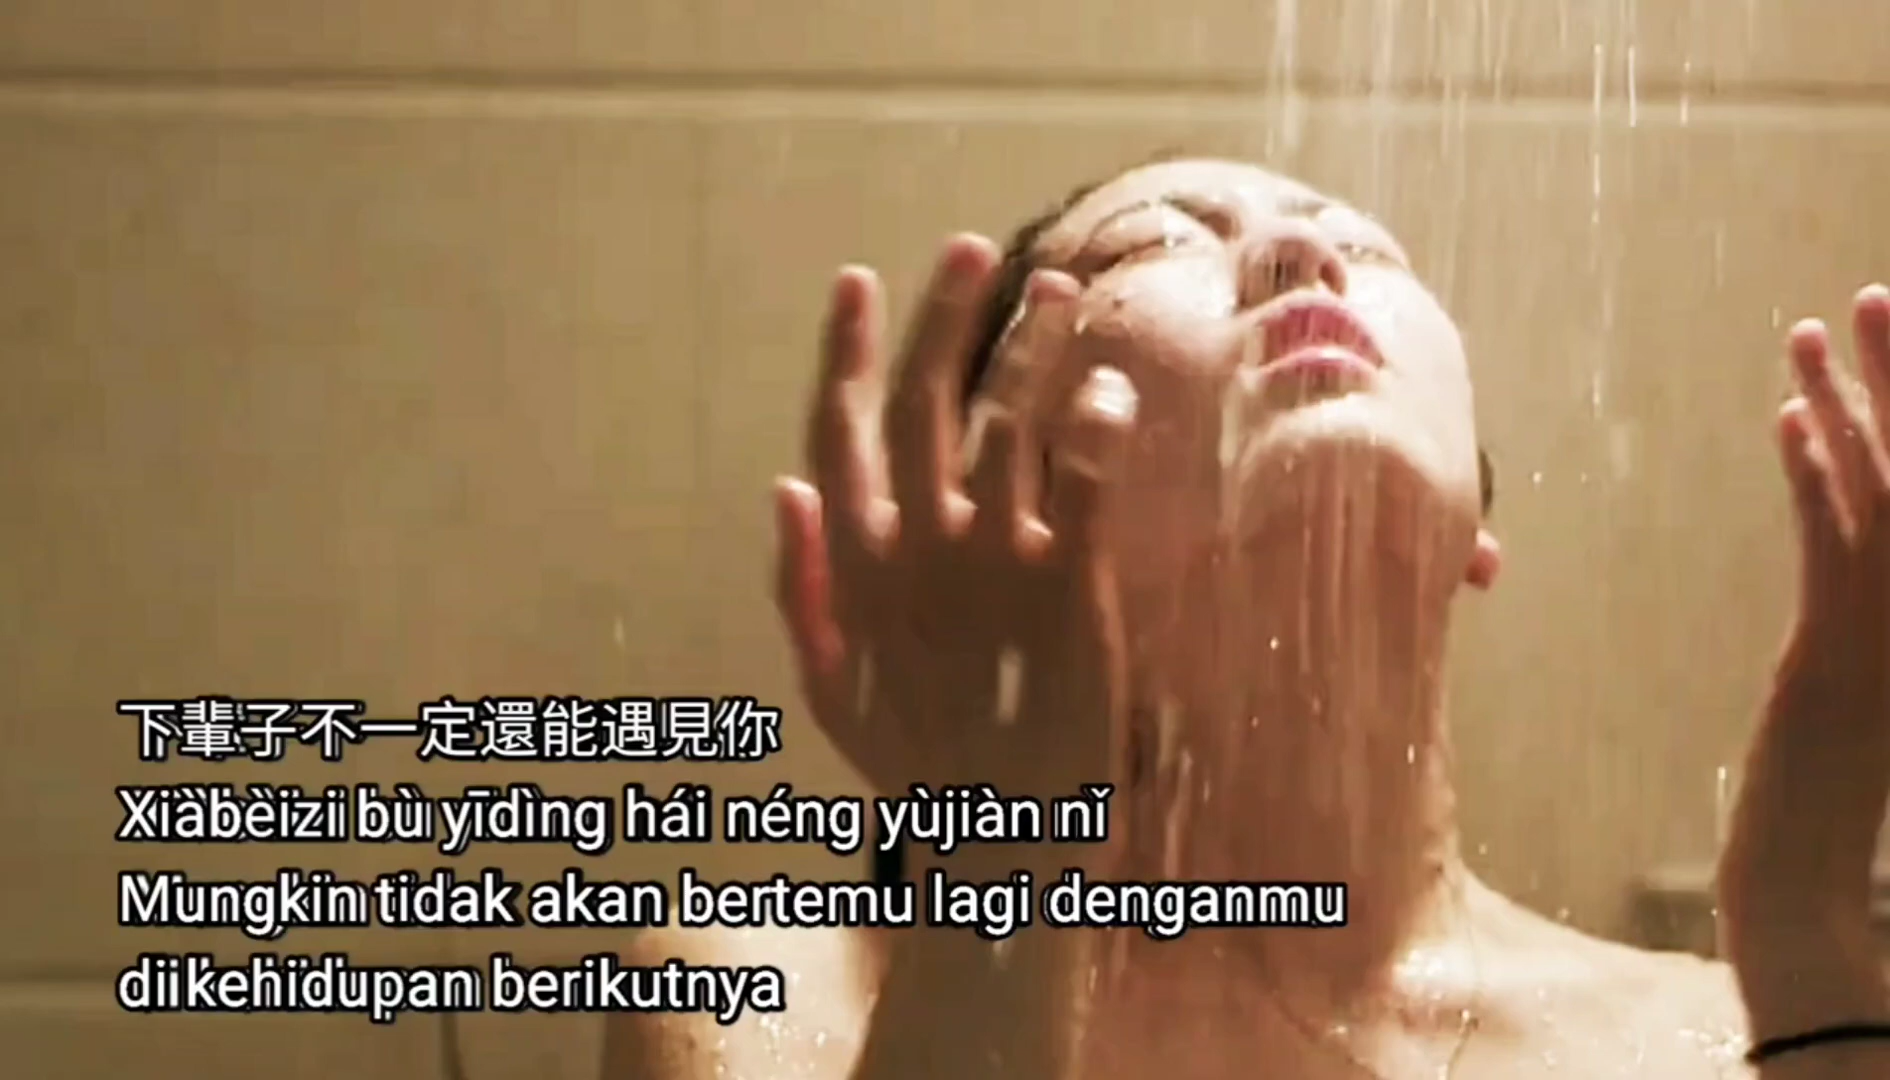 下輩子不一定還能遇見你
Xiàbèizi bù yīdìng hái néng yùjiàn nǐ
Mungkin tidak akan bertemu lagi denganmu
dikehidupan berikutnya